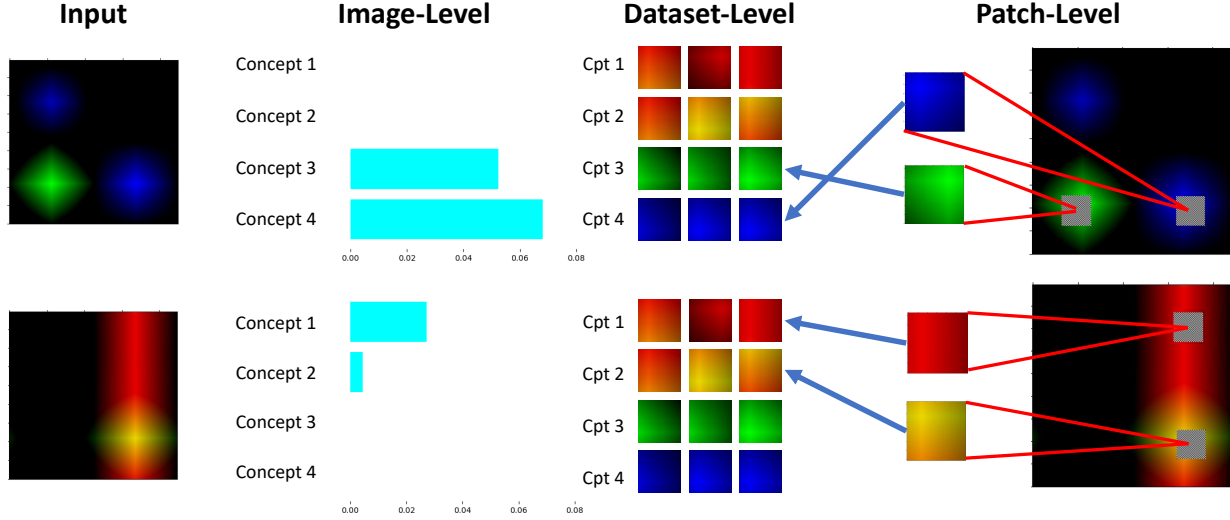 Input Image-Level Dataset-Level Patch-Level
Concept 1 Cpt 1
Concept 2 Cpt 2
Concept 3 Cpt 3
Concept 4 Cpt 4
0.00 0.02 0.04 0.06 0.08
Concept 1 Cpt 1
Concept 2 Cpt 2
Concept 3 Cpt 3
Concept 4 Cpt 4
0.00 0.02 0.04 0.06 0.08